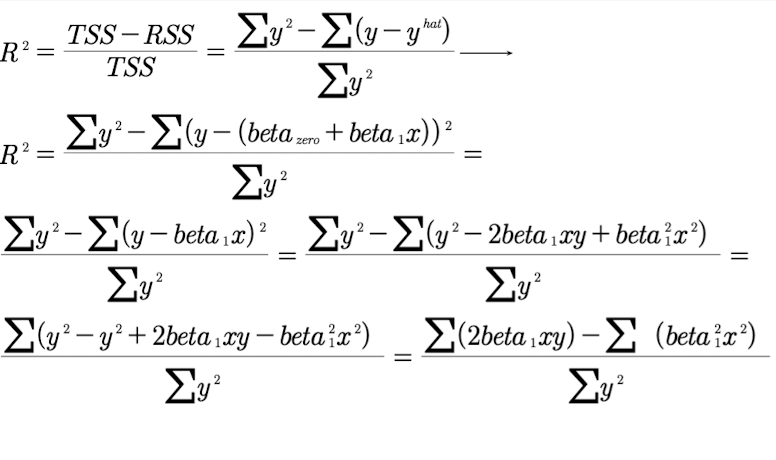 R² = (TSS − RSS) / TSS = (∑y² − ∑(y − y^hat)) / ∑y² ⟶
R² = (∑y² − ∑(y − (beta_zero + beta₁x))²) / ∑y² =
(∑y² − ∑(y − beta₁x)²) / ∑y² = (∑y² − ∑(y² − 2beta₁xy + beta₁²x²)) / ∑y² =
(∑(y² − y² + 2beta₁xy − beta₁²x²)) / ∑y² = (∑(2beta₁xy) − ∑ (beta₁²x²)) / ∑y²